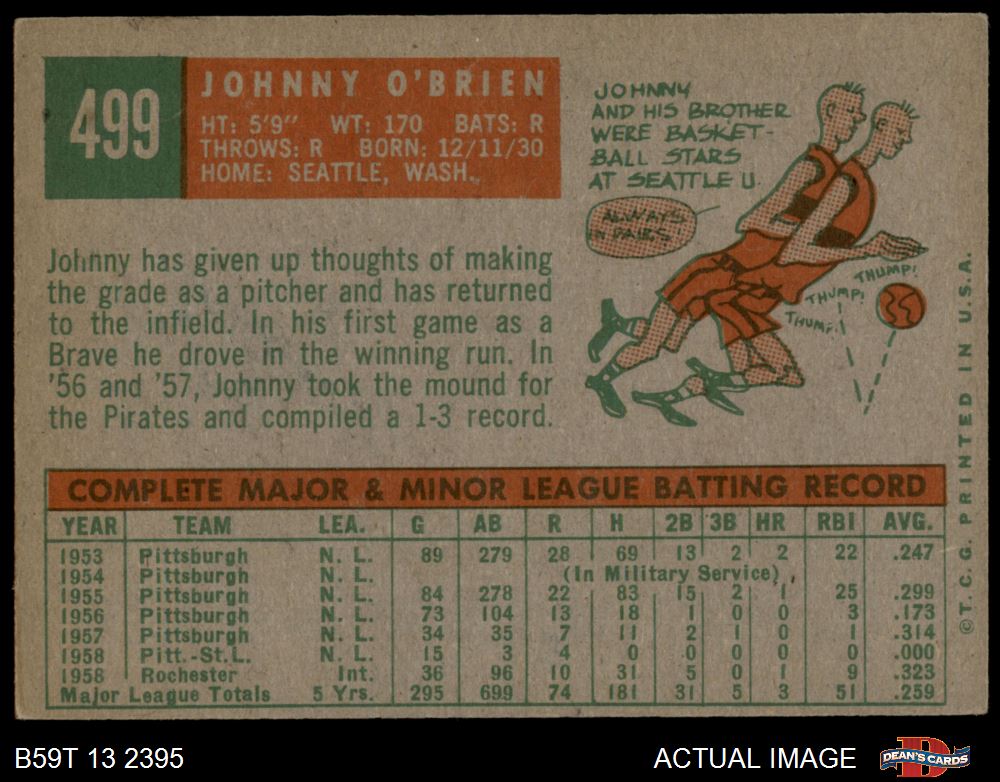 499
JOHNNY O'BRIEN
HT: 5'9" WT: 170 BATS: R
THROWS: R BORN: 12/11/30
HOME: SEATTLE, WASH.
JOHNNY
AND HIS BROTHER
WERE BASKET-
BALL STARS
AT SEATTLE U.
ALWAYS
IN PAIRS!
THUMP!
THUMP!
THUMP!
Johnny has given up thoughts of making
the grade as a pitcher and has returned
to the infield. In his first game as a
Brave he drove in the winning run. In
'56 and '57, Johnny took the mound for
the Pirates and compiled a 1-3 record.
COMPLETE MAJOR & MINOR LEAGUE BATTING RECORD
YEAR TEAM LEA. G AB R H 2B 3B HR RBI AVG.
1953 Pittsburgh N. L. 89 279 28 69 13 2 2 22 .247
1954 Pittsburgh N. L. (In Military Service)
1955 Pittsburgh N. L. 84 278 22 83 15 2 1 25 .299
1956 Pittsburgh N. L. 73 104 13 18 1 0 0 3 .173
1957 Pittsburgh N. L. 34 35 7 11 2 1 0 1 .314
1958 Pitt.-St.L. N. L. 15 3 4 0 0 0 0 0 .000
1958 Rochester Int. 36 96 10 31 5 0 1 9 .323
Major League Totals 5 Yrs. 295 699 74 181 31 5 3 51 .259
©T.C.G. PRINTED IN U.S.A.
B59T 13 2395
ACTUAL IMAGE
D
DEAN'S CARDS